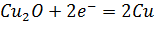 Cu₂O + 2e⁻ = 2Cu